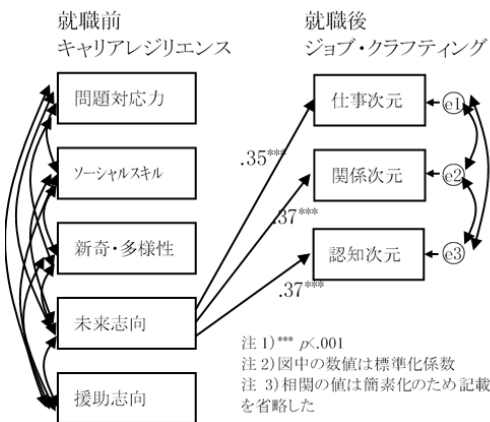 就職前
キャリアレジリエンス
就職後
ジョブ・クラフティング
問題対応力
ソーシャルスキル
新奇・多様性
未来志向
援助志向
仕事次元
関係次元
認知次元
e1
e2
e3
.35***
.37***
.37***
注 1)*** p<.001
注 2)図中の数値は標準化係数
注 3)相関の値は簡素化のため記載
を省略した